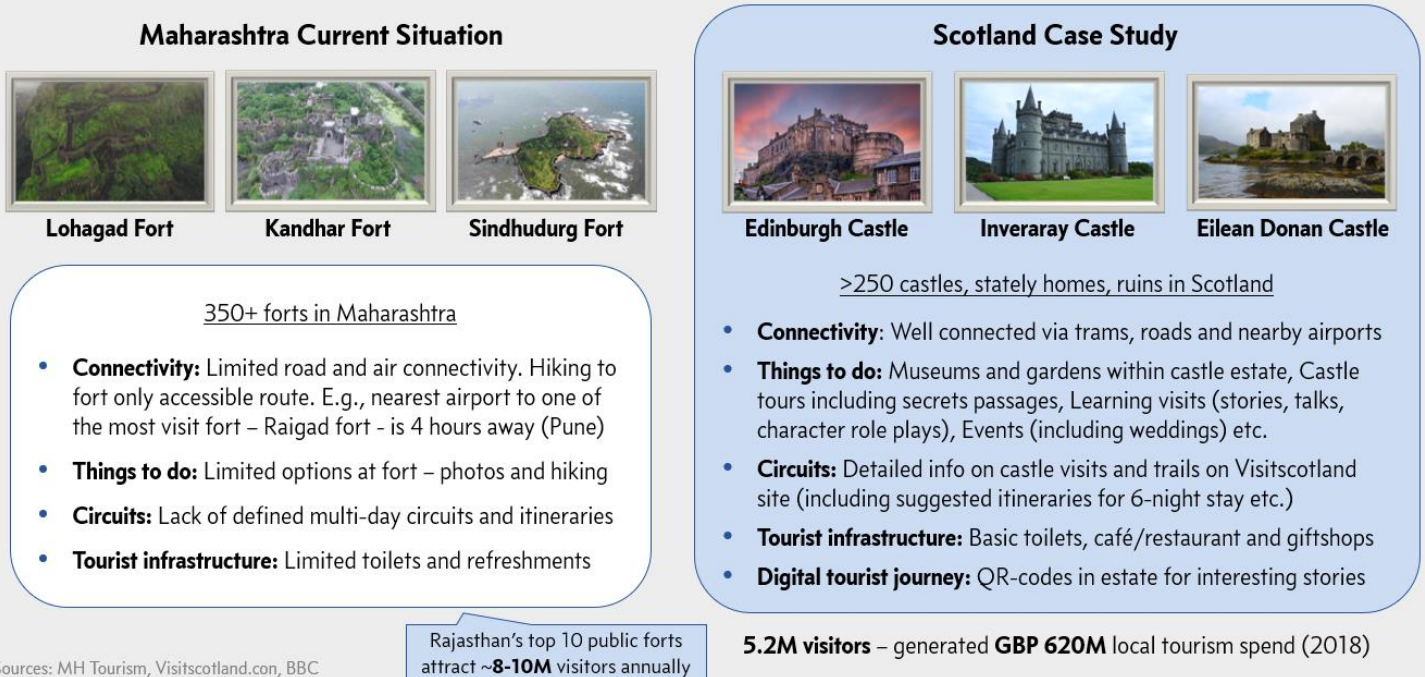 Maharashtra Current Situation
Lohagad Fort
Kandhar Fort
Sindhudurg Fort
350+ forts in Maharashtra
• Connectivity: Limited road and air connectivity. Hiking to
fort only accessible route. E.g., nearest airport to one of
the most visit fort – Raigad fort - is 4 hours away (Pune)
• Things to do: Limited options at fort – photos and hiking
• Circuits: Lack of defined multi-day circuits and itineraries
• Tourist infrastructure: Limited toilets and refreshments
Rajasthan's top 10 public forts
attract ~8-10M visitors annually
Scotland Case Study
Edinburgh Castle
Inveraray Castle
Eilean Donan Castle
>250 castles, stately homes, ruins in Scotland
• Connectivity: Well connected via trams, roads and nearby airports
• Things to do: Museums and gardens within castle estate, Castle
tours including secrets passages, Learning visits (stories, talks,
character role plays), Events (including weddings) etc.
• Circuits: Detailed info on castle visits and trails on Visitscotland
site (including suggested itineraries for 6-night stay etc.)
• Tourist infrastructure: Basic toilets, café/restaurant and giftshops
• Digital tourist journey: QR-codes in estate for interesting stories
5.2M visitors – generated GBP 620M local tourism spend (2018)
Sources: MH Tourism, Visitscotland.con, BBC